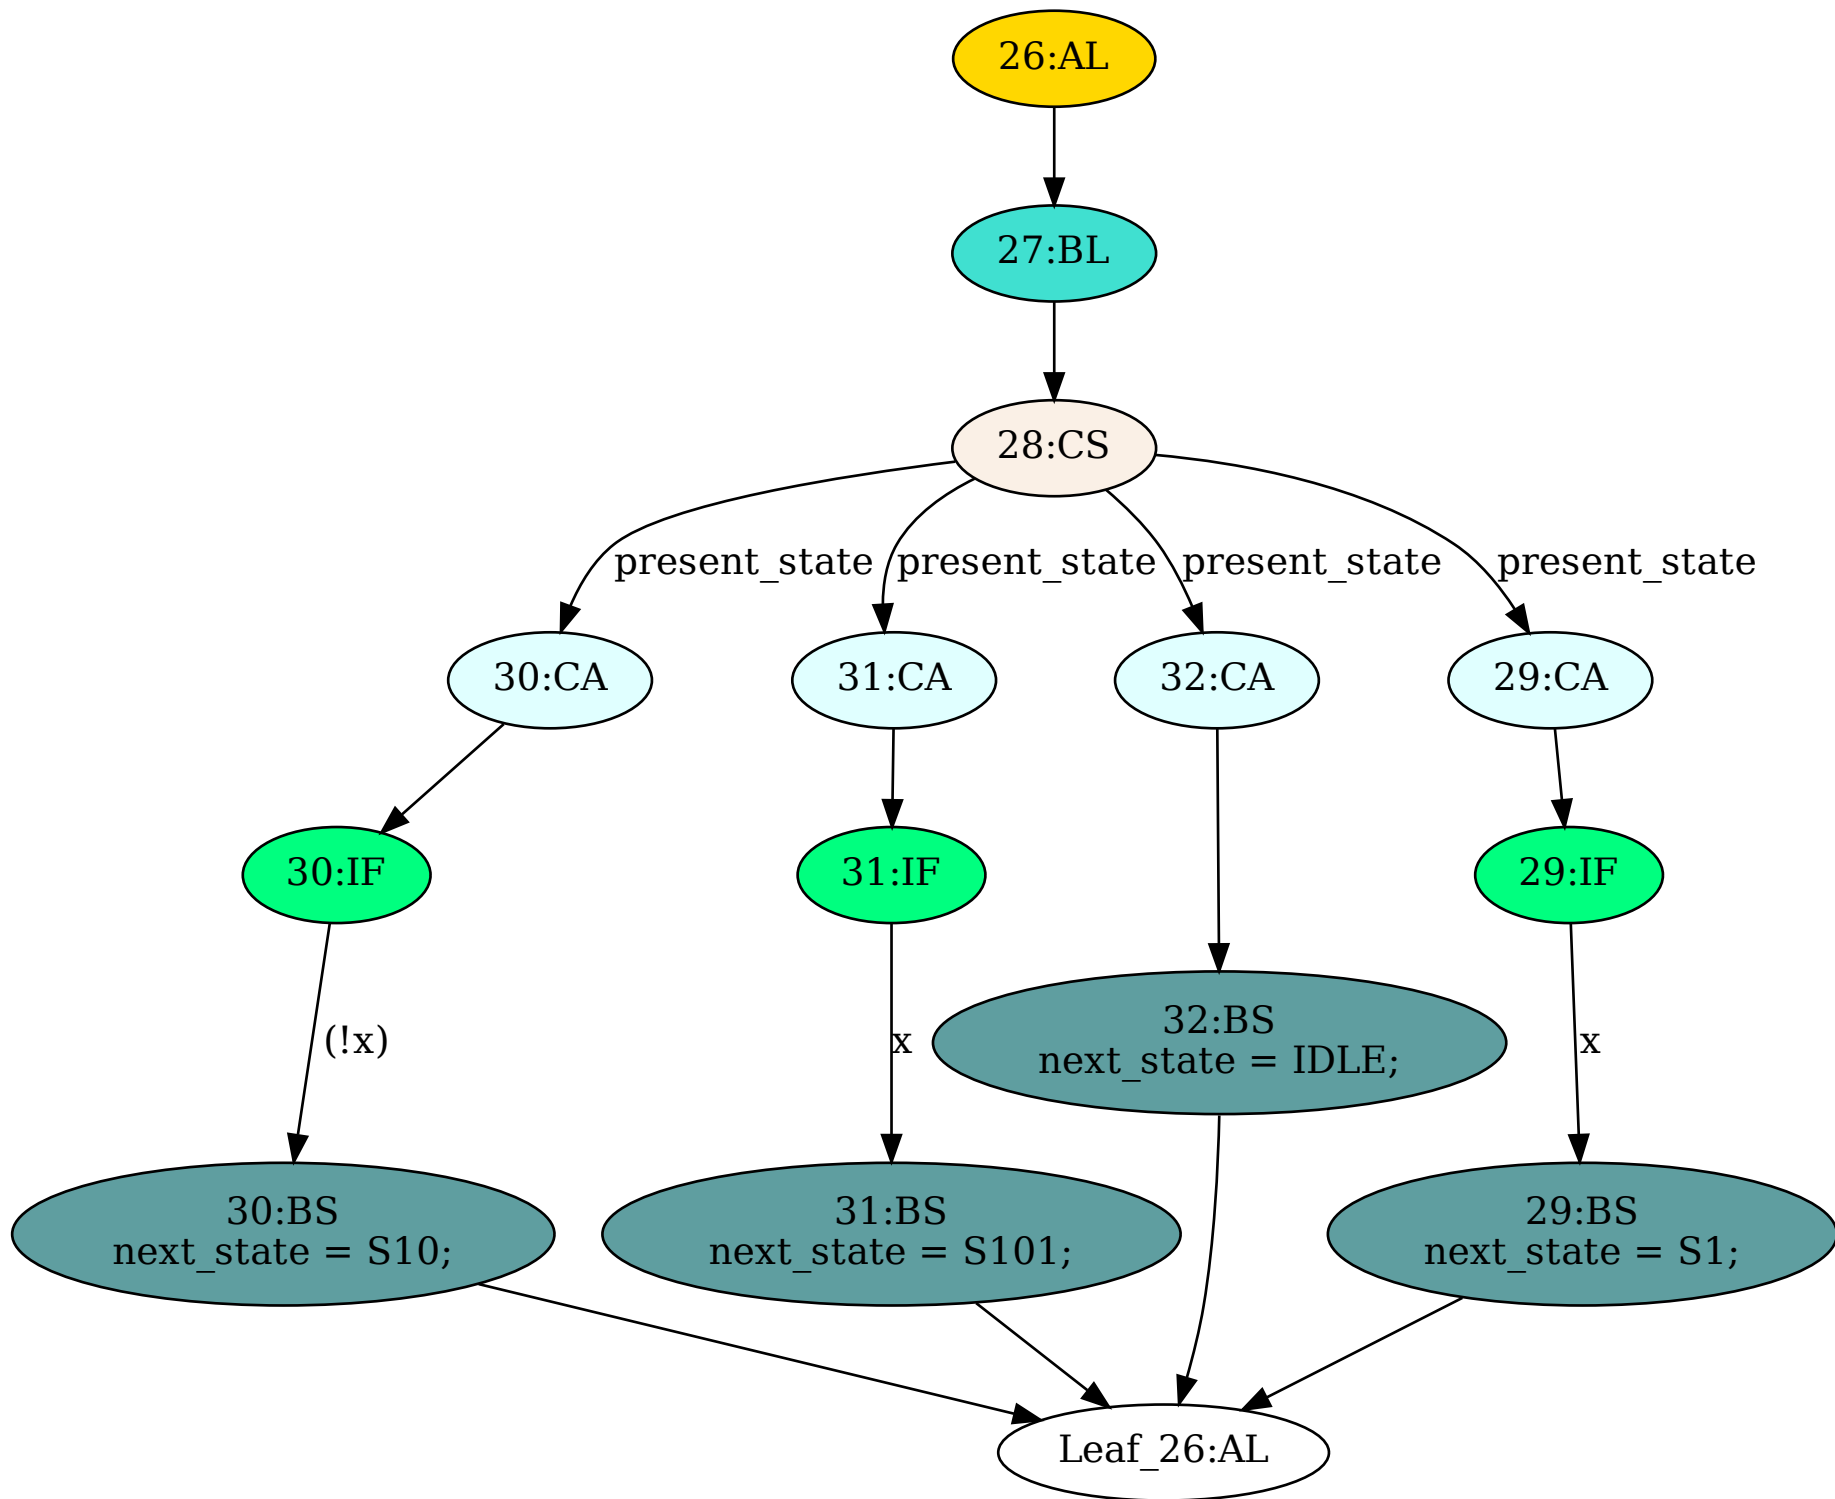 26:AL
27:BL
28:CS
present_state
present_state
present_state
present_state
30:CA
31:CA
32:CA
29:CA
30:IF
31:IF
29:IF
(!x)
x
32:BS
next_state = IDLE;
x
30:BS
next_state = S10;
31:BS
next_state = S101;
29:BS
next_state = S1;
Leaf_26:AL